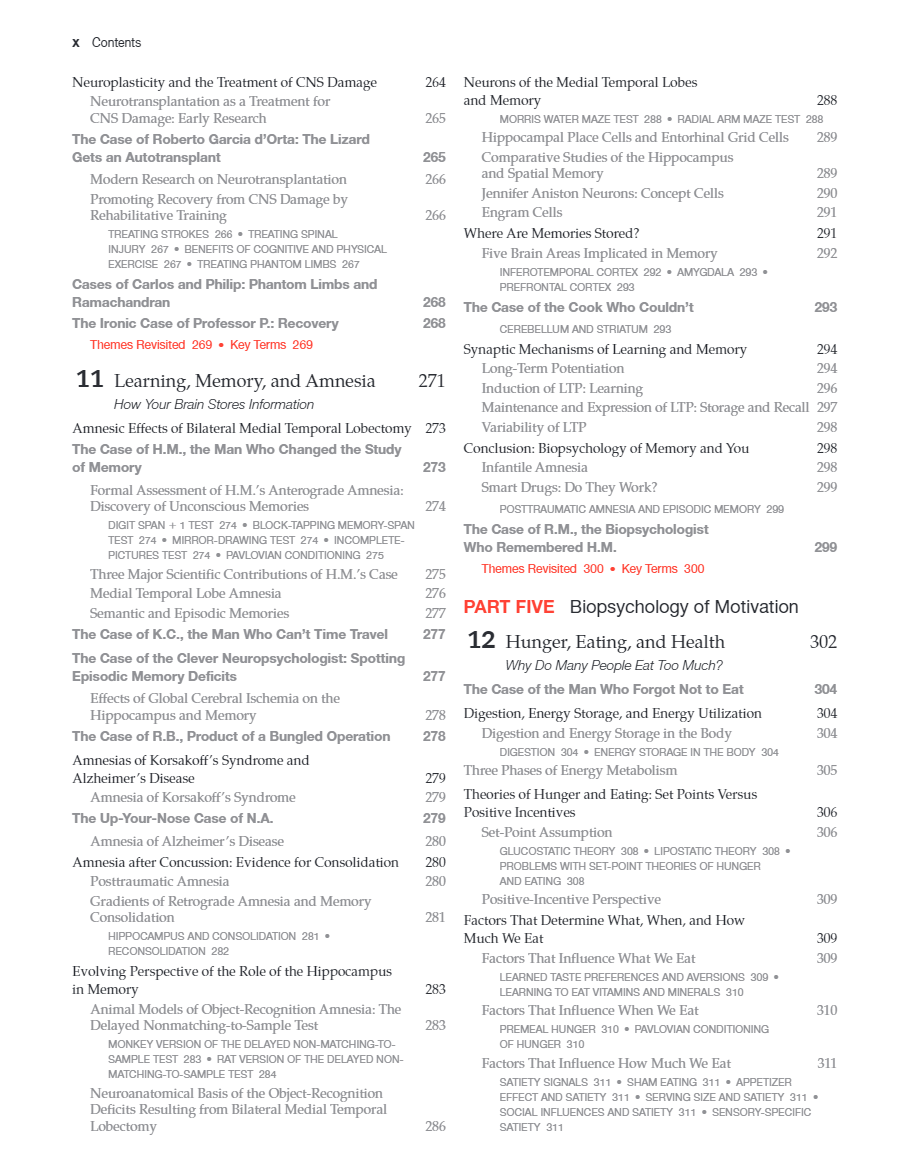 x Contents
Neuroplasticity and the Treatment of CNS Damage 264
Neurotransplantation as a Treatment for
CNS Damage: Early Research 265
The Case of Roberto Garcia d’Orta: The Lizard
Gets an Autotransplant 265
Modern Research on Neurotransplantation 266
Promoting Recovery from CNS Damage by
Rehabilitative Training 266
TREATING STROKES 266 • TREATING SPINAL
INJURY 267 • BENEFITS OF COGNITIVE AND PHYSICAL
EXERCISE 267 • TREATING PHANTOM LIMBS 267
Cases of Carlos and Philip: Phantom Limbs and
Ramachandran 268
The Ironic Case of Professor P.: Recovery 268
Themes Revisited 269 • Key Terms 269
11 Learning, Memory, and Amnesia 271
How Your Brain Stores Information
Amnesic Effects of Bilateral Medial Temporal Lobectomy 273
The Case of H.M., the Man Who Changed the Study
of Memory 273
Formal Assessment of H.M.’s Anterograde Amnesia:
Discovery of Unconscious Memories 274
DIGIT SPAN + 1 TEST 274 • BLOCK-TAPPING MEMORY-SPAN
TEST 274 • MIRROR-DRAWING TEST 274 • INCOMPLETE-
PICTURES TEST 274 • PAVLOVIAN CONDITIONING 275
Three Major Scientific Contributions of H.M.’s Case 275
Medial Temporal Lobe Amnesia 276
Semantic and Episodic Memories 277
The Case of K.C., the Man Who Can’t Time Travel 277
The Case of the Clever Neuropsychologist: Spotting
Episodic Memory Deficits 277
Effects of Global Cerebral Ischemia on the
Hippocampus and Memory 278
The Case of R.B., Product of a Bungled Operation 278
Amnesias of Korsakoff’s Syndrome and
Alzheimer’s Disease 279
Amnesia of Korsakoff’s Syndrome 279
The Up-Your-Nose Case of N.A. 279
Amnesia of Alzheimer’s Disease 280
Amnesia after Concussion: Evidence for Consolidation 280
Posttraumatic Amnesia 280
Gradients of Retrograde Amnesia and Memory
Consolidation 281
HIPPOCAMPUS AND CONSOLIDATION 281 •
RECONSOLIDATION 282
Evolving Perspective of the Role of the Hippocampus
in Memory 283
Animal Models of Object-Recognition Amnesia: The
Delayed Nonmatching-to-Sample Test 283
MONKEY VERSION OF THE DELAYED NON-MATCHING-TO-
SAMPLE TEST 283 • RAT VERSION OF THE DELAYED NON-
MATCHING-TO-SAMPLE TEST 284
Neuroanatomical Basis of the Object-Recognition
Deficits Resulting from Bilateral Medial Temporal
Lobectomy 286
Neurons of the Medial Temporal Lobes
and Memory 288
MORRIS WATER MAZE TEST 288 • RADIAL ARM MAZE TEST 288
Hippocampal Place Cells and Entorhinal Grid Cells 289
Comparative Studies of the Hippocampus
and Spatial Memory 289
Jennifer Aniston Neurons: Concept Cells 290
Engram Cells 291
Where Are Memories Stored? 291
Five Brain Areas Implicated in Memory 292
INFEROTEMPORAL CORTEX 292 • AMYGDALA 293 •
PREFRONTAL CORTEX 293
The Case of the Cook Who Couldn’t 293
CEREBELLUM AND STRIATUM 293
Synaptic Mechanisms of Learning and Memory 294
Long-Term Potentiation 294
Induction of LTP: Learning 296
Maintenance and Expression of LTP: Storage and Recall 297
Variability of LTP 298
Conclusion: Biopsychology of Memory and You 298
Infantile Amnesia 298
Smart Drugs: Do They Work? 299
POSTTRAUMATIC AMNESIA AND EPISODIC MEMORY 299
The Case of R.M., the Biopsychologist
Who Remembered H.M. 299
Themes Revisited 300 • Key Terms 300
PART FIVE Biopsychology of Motivation
12 Hunger, Eating, and Health 302
Why Do Many People Eat Too Much?
The Case of the Man Who Forgot Not to Eat 304
Digestion, Energy Storage, and Energy Utilization 304
Digestion and Energy Storage in the Body 304
DIGESTION 304 • ENERGY STORAGE IN THE BODY 304
Three Phases of Energy Metabolism 305
Theories of Hunger and Eating: Set Points Versus
Positive Incentives 306
Set-Point Assumption 306
GLUCOSTATIC THEORY 308 • LIPOSTATIC THEORY 308 •
PROBLEMS WITH SET-POINT THEORIES OF HUNGER
AND EATING 308
Positive-Incentive Perspective 309
Factors That Determine What, When, and How
Much We Eat 309
Factors That Influence What We Eat 309
LEARNED TASTE PREFERENCES AND AVERSIONS 309 •
LEARNING TO EAT VITAMINS AND MINERALS 310
Factors That Influence When We Eat 310
PREMEAL HUNGER 310 • PAVLOVIAN CONDITIONING
OF HUNGER 310
Factors That Influence How Much We Eat 311
SATIETY SIGNALS 311 • SHAM EATING 311 • APPETIZER
EFFECT AND SATIETY 311 • SERVING SIZE AND SATIETY 311 •
SOCIAL INFLUENCES AND SATIETY 311 • SENSORY-SPECIFIC
SATIETY 311